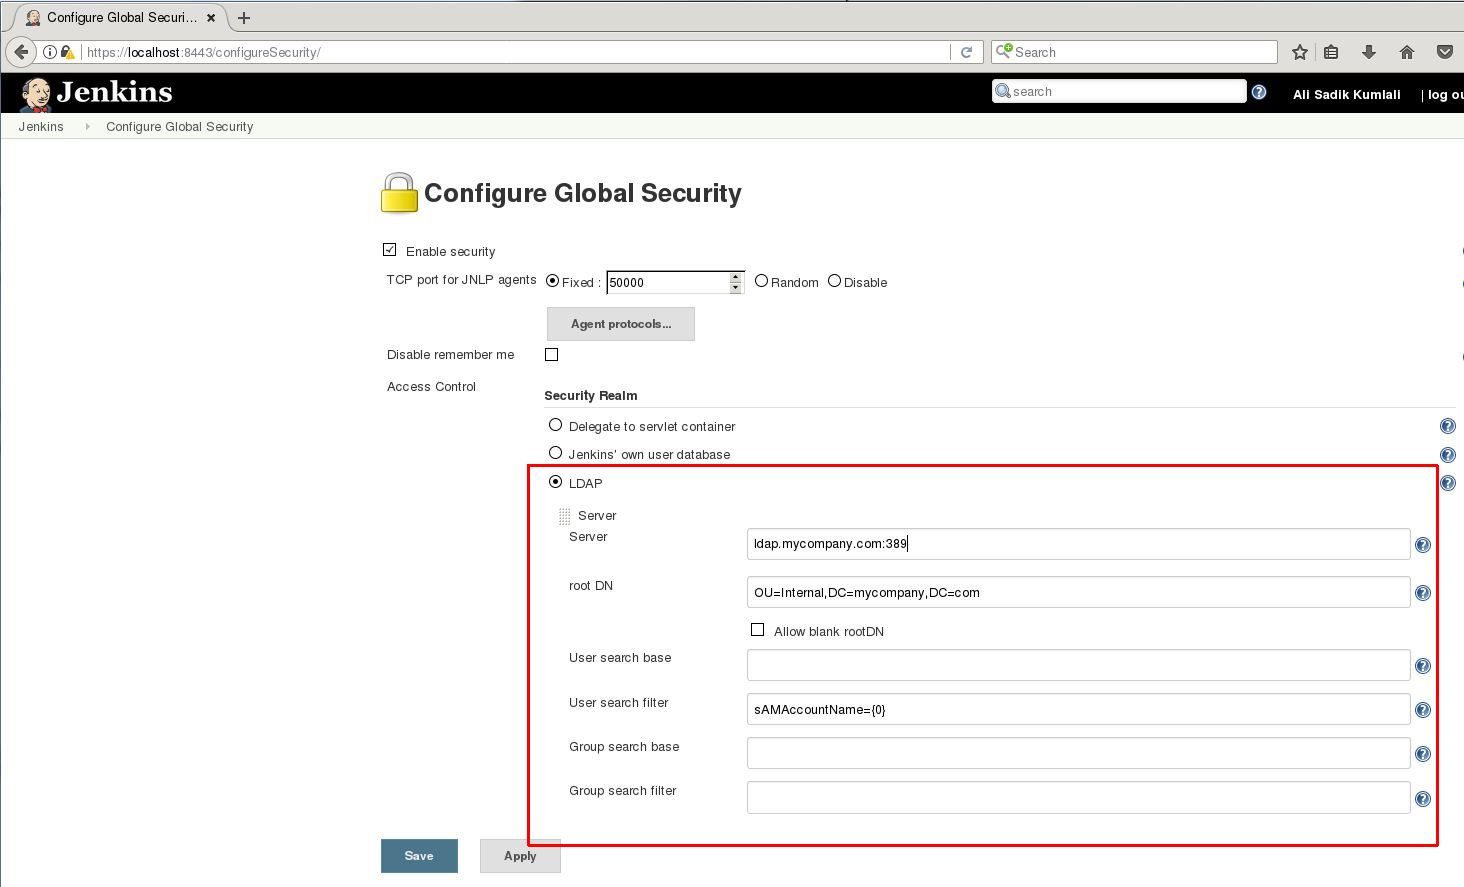 Configure Global Securi...
https://localhost:8443/configureSecurity/
Search
Jenkins
search
Ali Sadik Kumlali
| log ou
Jenkins
Configure Global Security
Configure Global Security
Enable security
TCP port for JNLP agents
Fixed :
50000
Random
Disable
Agent protocols...
Disable remember me
Access Control
Security Realm
Delegate to servlet container
Jenkins' own user database
LDAP
Server
Server
ldap.mycompany.com:389
root DN
OU=Internal,DC=mycompany,DC=com
Allow blank rootDN
User search base
User search filter
sAMAccountName={0}
Group search base
Group search filter
Save
Apply